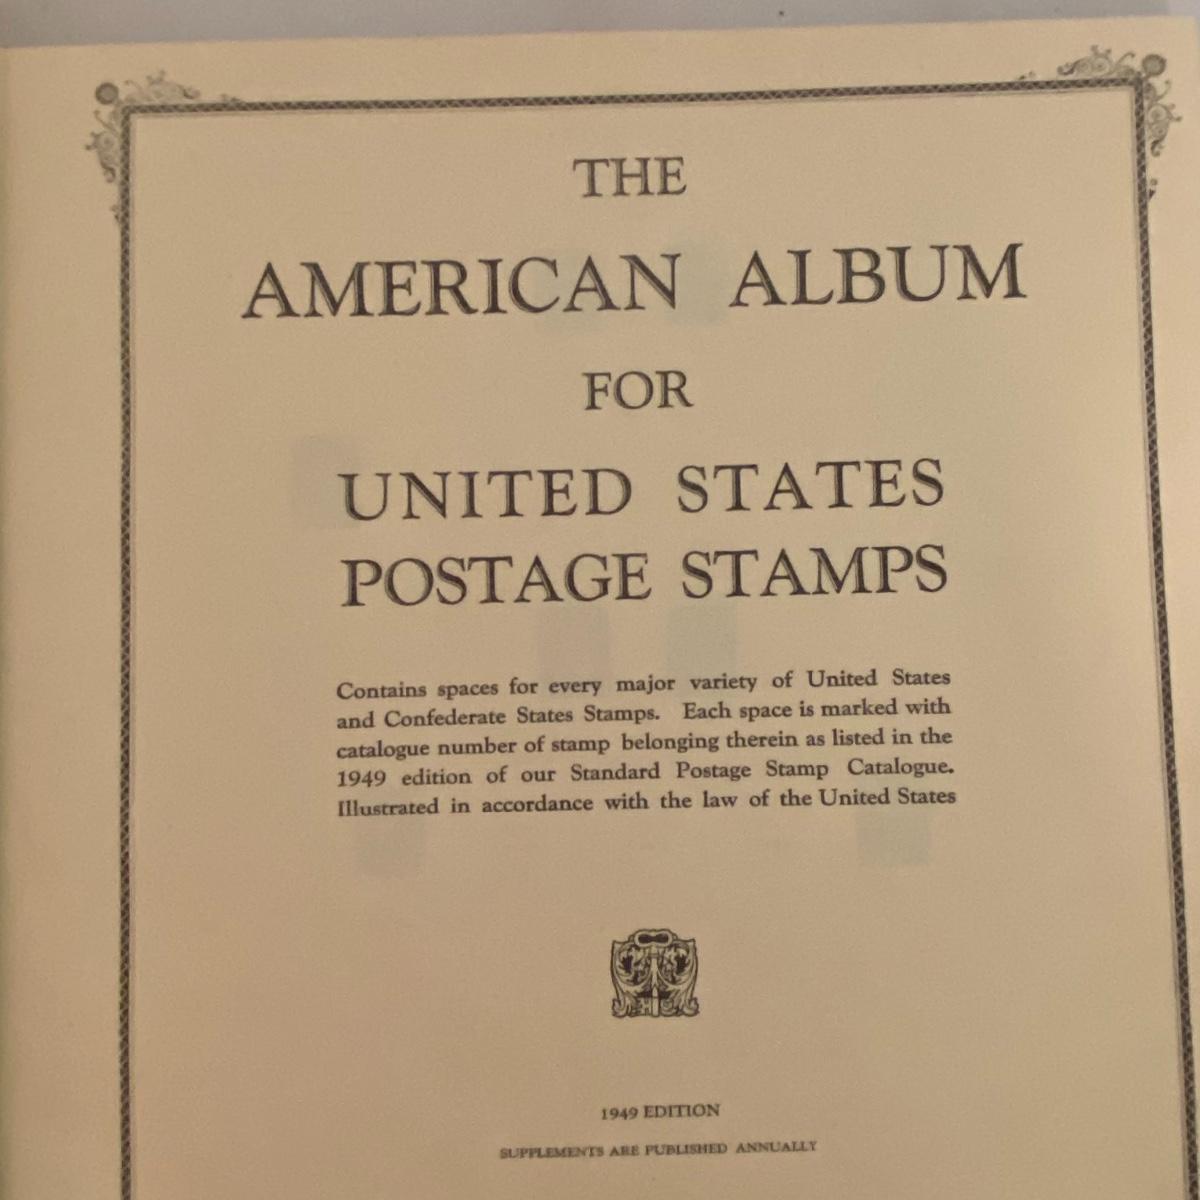 THE
AMERICAN ALBUM
FOR
UNITED STATES
POSTAGE STAMPS
Contains spaces for every major variety of United States
and Confederate States Stamps. Each space is marked with
catalogue number of stamp belonging therein as listed in the
1949 edition of our Standard Postage Stamp Catalogue.
Illustrated in accordance with the law of the United States
1949 EDITION
SUPPLEMENTS ARE PUBLISHED ANNUALLY